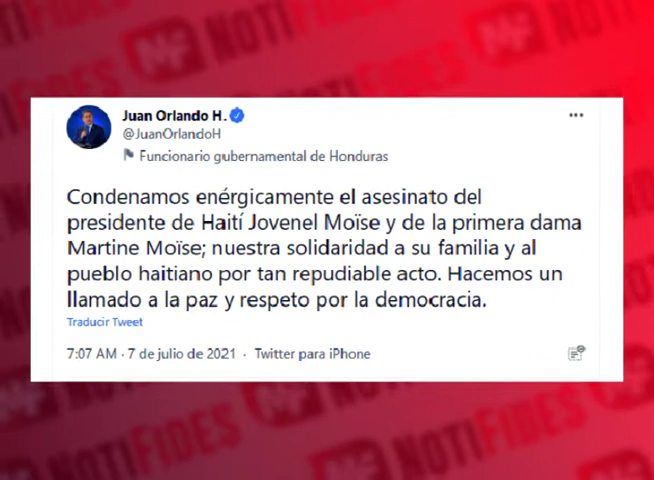 NOTIFIDES
Juan Orlando H.
@JuanOrlandoH
Funcionario gubernamental de Honduras
Condenamos enérgicamente el asesinato del
presidente de Haití Jovenel Moïse y de la primera dama
Martine Moïse; nuestra solidaridad a su familia y al
pueblo haitiano por tan repudiable acto. Hacemos un
llamado a la paz y respeto por la democracia.
Traducir Tweet
7:07 AM · 7 de julio de 2021 · Twitter para iPhone
NOTIFIDES
NOTIFIDES